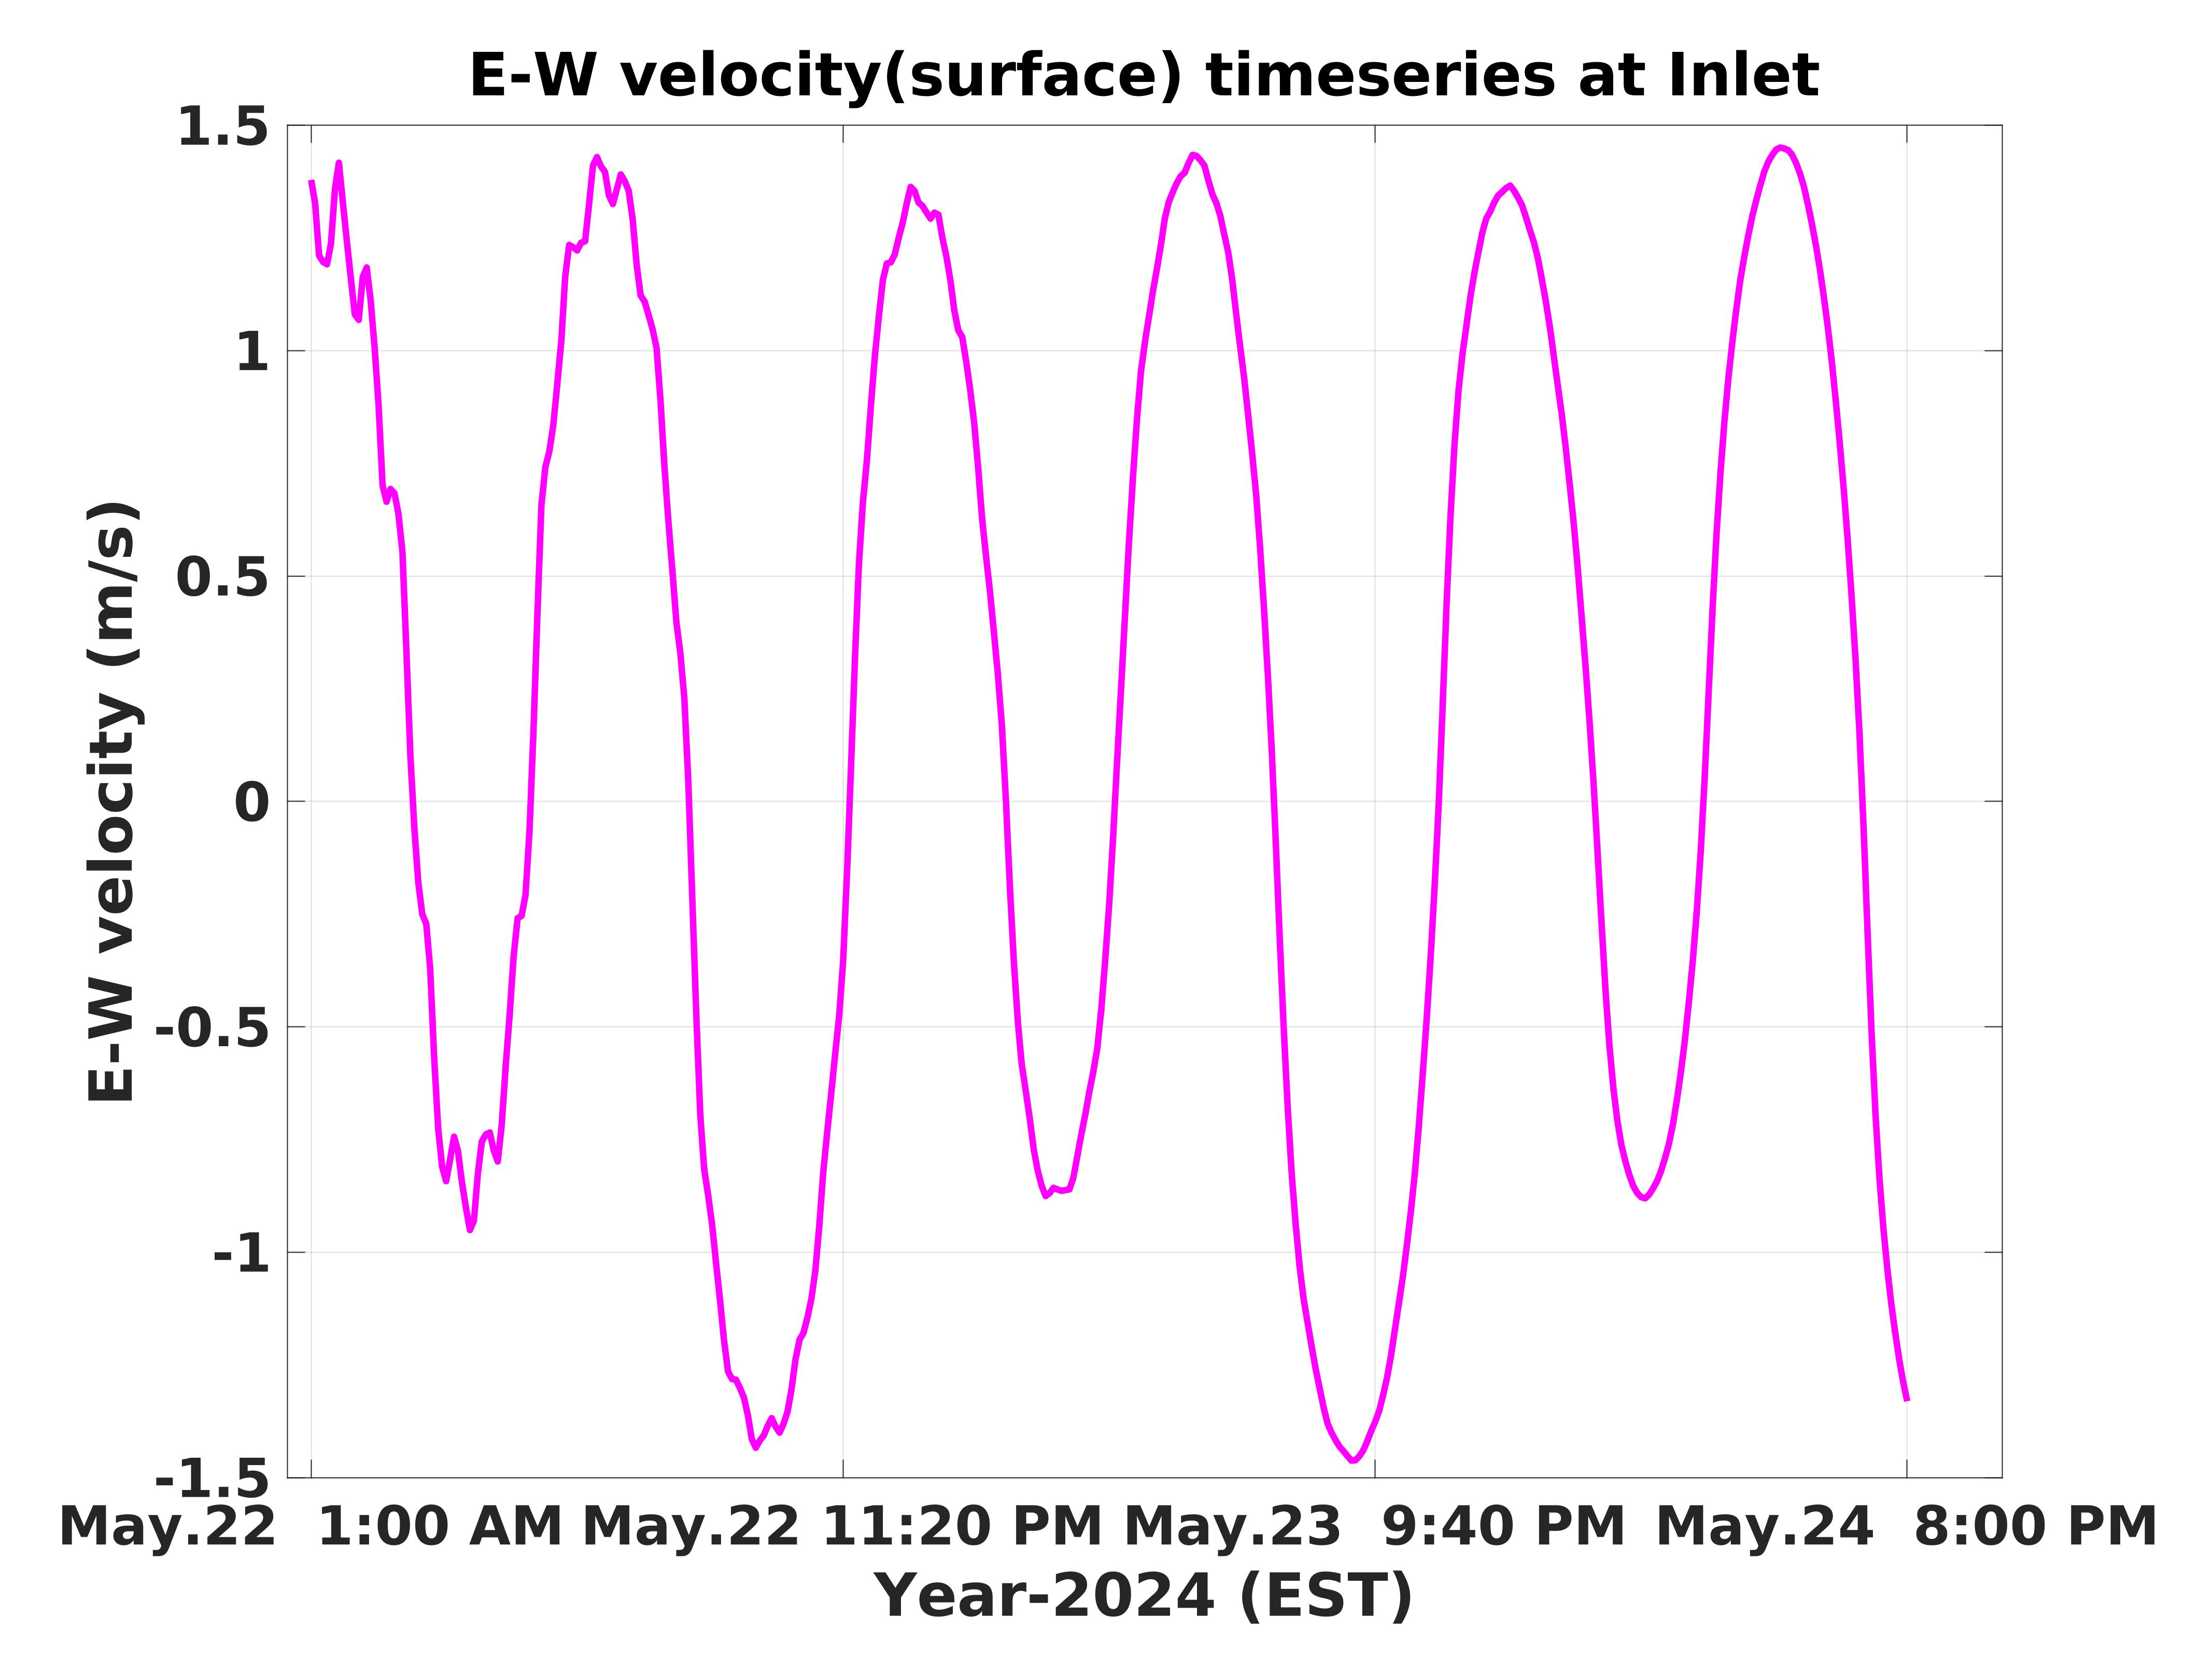 E-W velocity(surface) timeseries at Inlet
E-W velocity (m/s)
1.5
1
0.5
0
-0.5
-1
-1.5
May.22 1:00 AM May.22 11:20 PM May.23 9:40 PM May.24 8:00 PM
Year-2024 (EST)